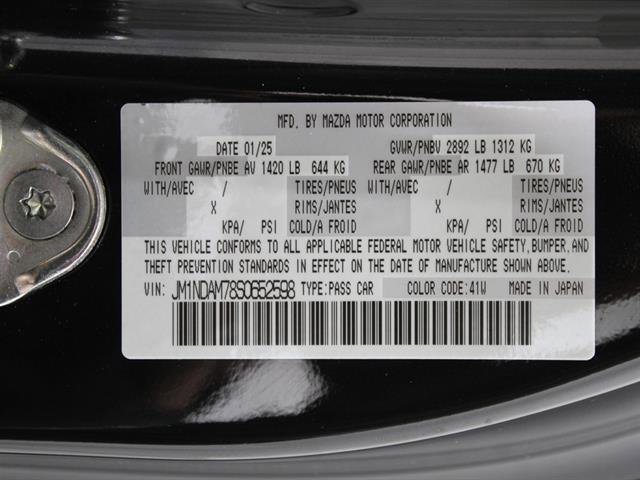 MFD. BY MAZDA MOTOR CORPORATION
DATE 01/25 GVWR/PNBV 2892 LB 1312 KG
FRONT GAWR/PNBE AV 1420 LB 644 KG REAR GAWR/PNBE AR 1477 LB 670 KG
WITH/AVEC / TIRES/PNEUS WITH/AVEC / TIRES/PNEUS
X RIMS/JANTES X RIMS/JANTES
KPA/ PSI COLD/A FROID KPA/ PSI COLD/A FROID
THIS VEHICLE CONFORMS TO ALL APPLICABLE FEDERAL MOTOR VEHICLE SAFETY, BUMPER, AND
THEFT PREVENTION STANDARDS IN EFFECT ON THE DATE OF MANUFACTURE SHOWN ABOVE.
VIN: JM1NDAM78S0652598 TYPE: PASS CAR COLOR CODE: 41W MADE IN JAPAN